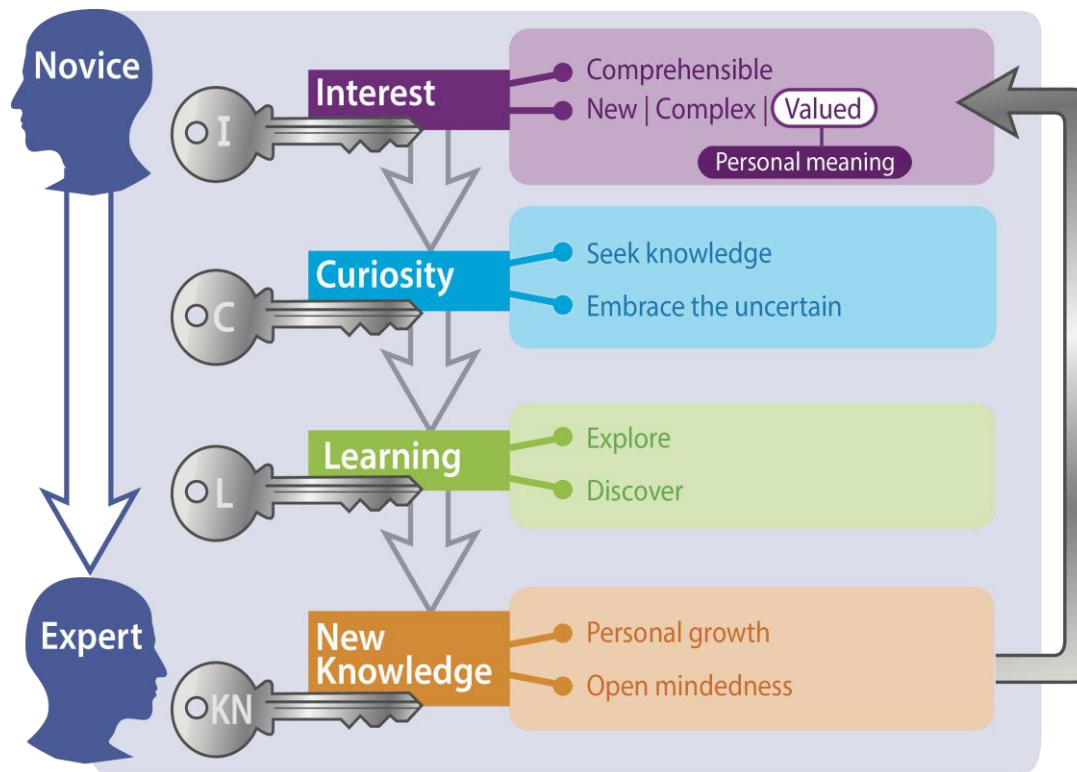 Novice
Interest
I
Comprehensible
New | Complex | Valued
Personal meaning
Curiosity
C
Seek knowledge
Embrace the uncertain
Learning
L
Explore
Discover
Expert
New
Knowledge
KN
Personal growth
Open mindedness